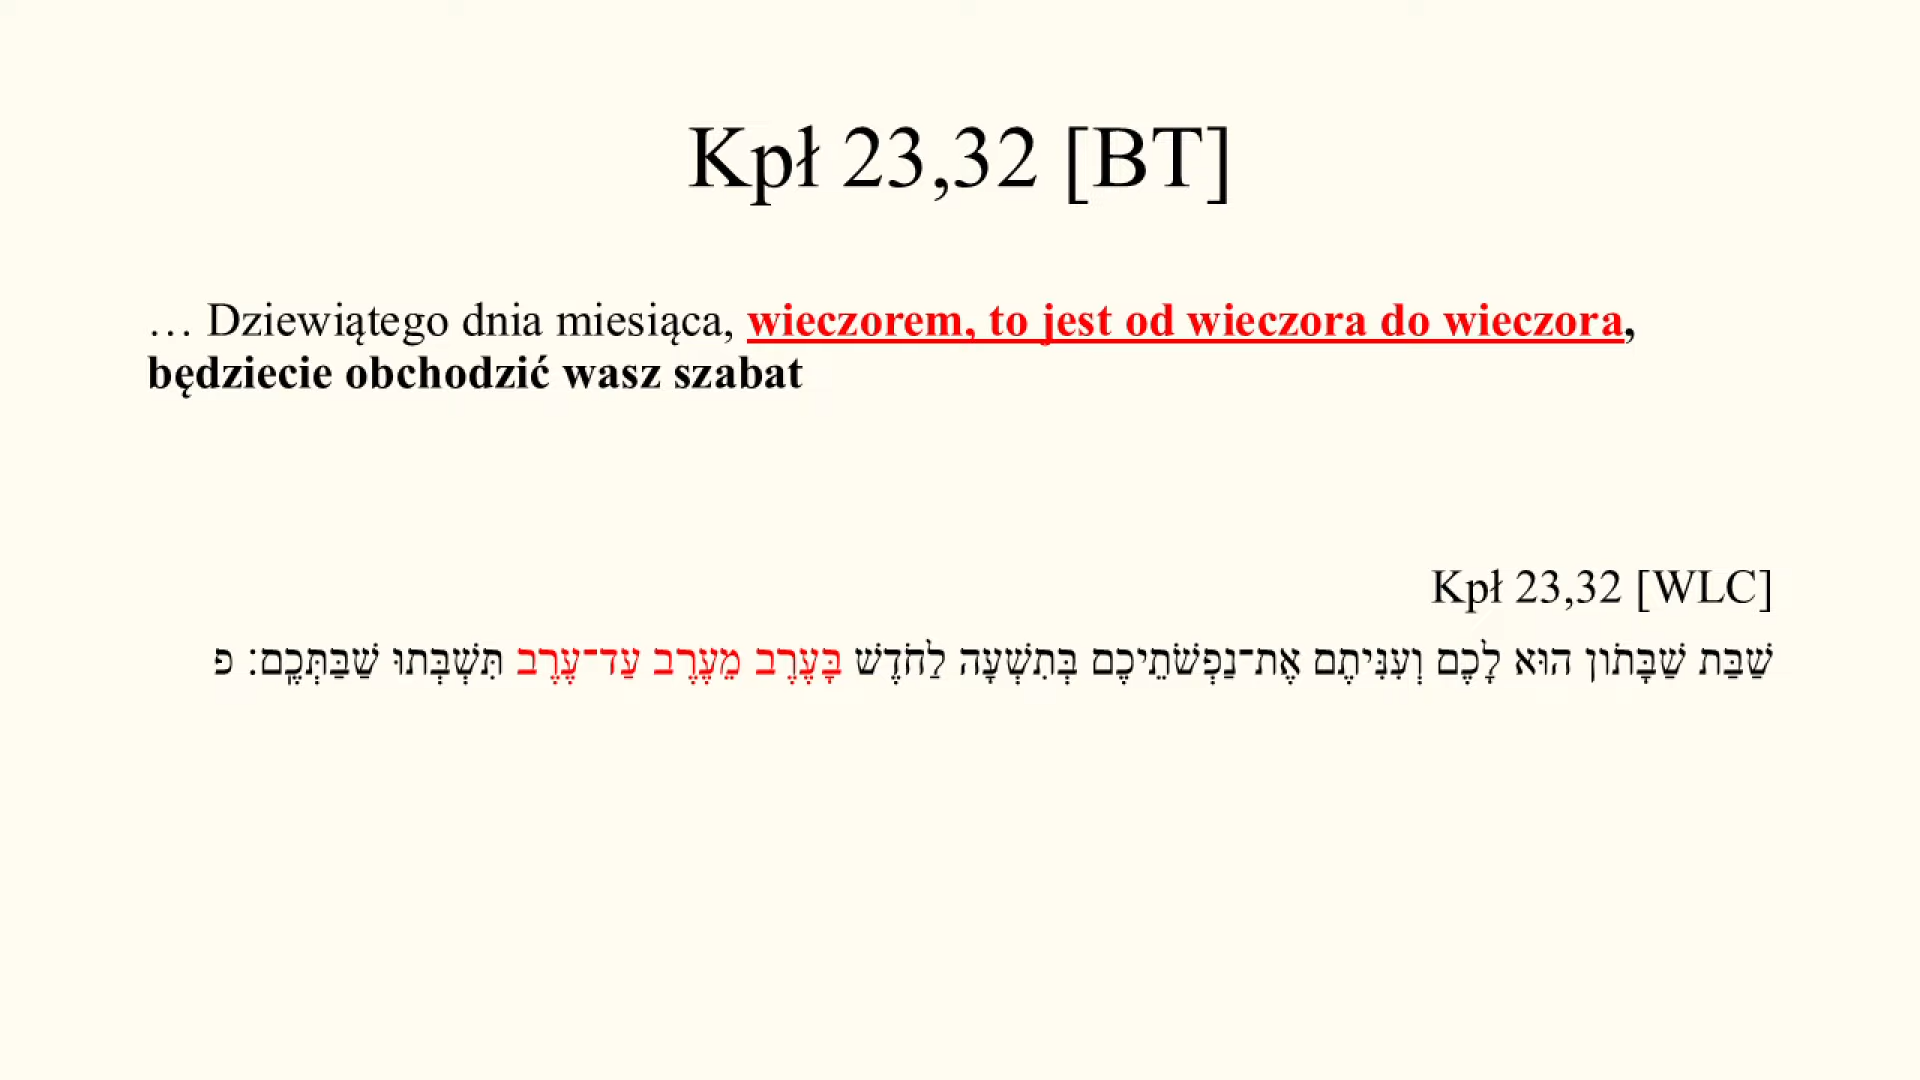 Kpł 23,32 [BT]
… Dziewiątego dnia miesiąca, wieczorem, to jest od wieczora do wieczora,
będziecie obchodzić wasz szabat
Kpł 23,32 [WLC]
שַׁבַּת שַׁבָּתֹון הוּא לָכֶם וְעִנִּיתֶם אֶת־נַפְשֹׁתֵיכֶם בְּתִשְׁעָה לַחֹדֶשׁ בָּעֶרֶב מֵעֶרֶב עַד־עֶרֶב תִּשְׁבְּתוּ שַׁבַּתְּכֶֽם׃ פ